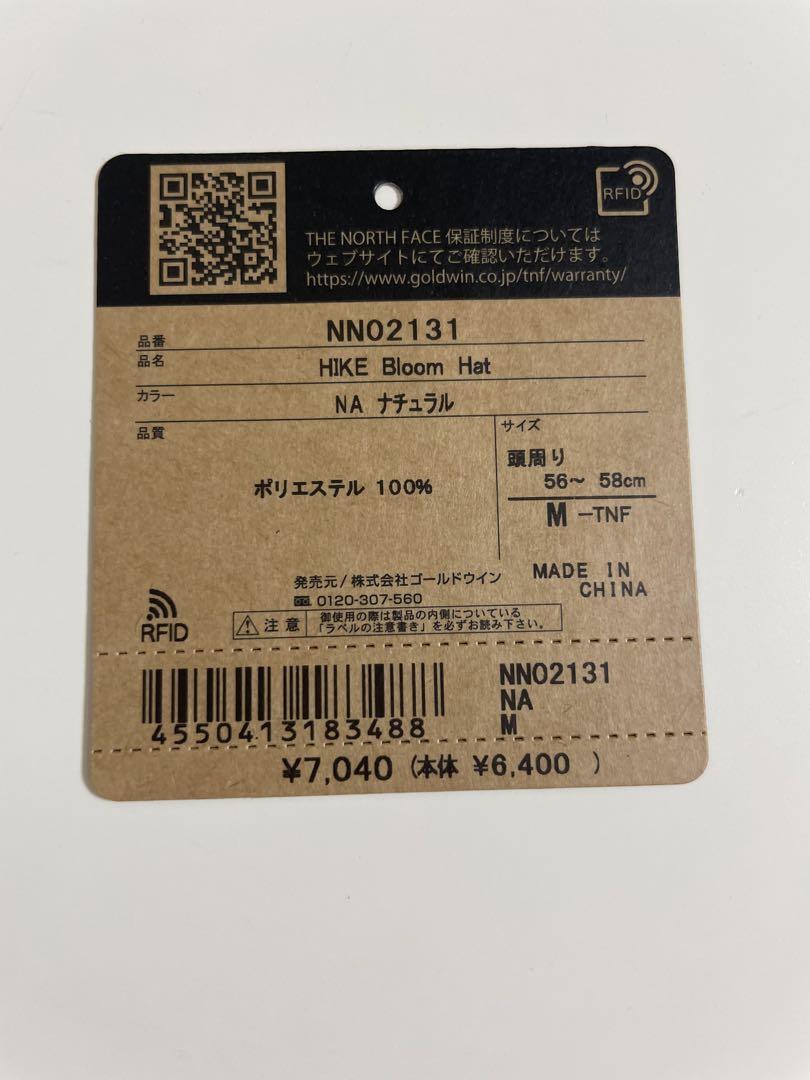 RFID
THE NORTH FACE 保証制度については
ウェブサイトにてご確認いただけます。
https://www.goldwin.co.jp/tnf/warranty/
品番 NN02131
品名 HIKE Bloom Hat
カラー NA ナチュラル
品質
ポリエステル 100%
サイズ
頭周り
56～ 58cm
M -TNF
発売元/株式会社ゴールドウイン
0120-307-560
MADE IN
CHINA
RFID
注意
御使用の際は製品の内側についている
「ラベルの注意書き」を必ずお読み下さい。
4550413183488
NN02131
NA
M
¥7,040 (本体 ¥6,400 )